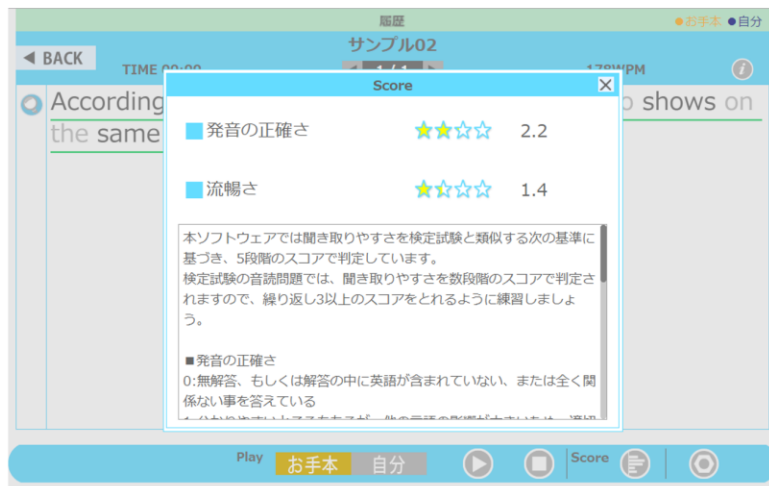 履歴
●お手本 ●自分
サンプル02
◀ BACK
TIME
1 / 1
178WPM
Score
According shows on
the same
■発音の正確さ 2.2
■流暢さ 1.4
本ソフトウェアでは聞き取りやすさを検定試験と類似する次の基準に
基づき、5段階のスコアで判定しています。
検定試験の音読問題では、聞き取りやすさを数段階のスコアで判定さ
れますので、繰り返し3以上のスコアをとれるように練習しましょ
う。
■発音の正確さ
0:無解答、もしくは解答の中に英語が含まれていない、または全く関
係ない事を答えている
Play お手本 自分 Score